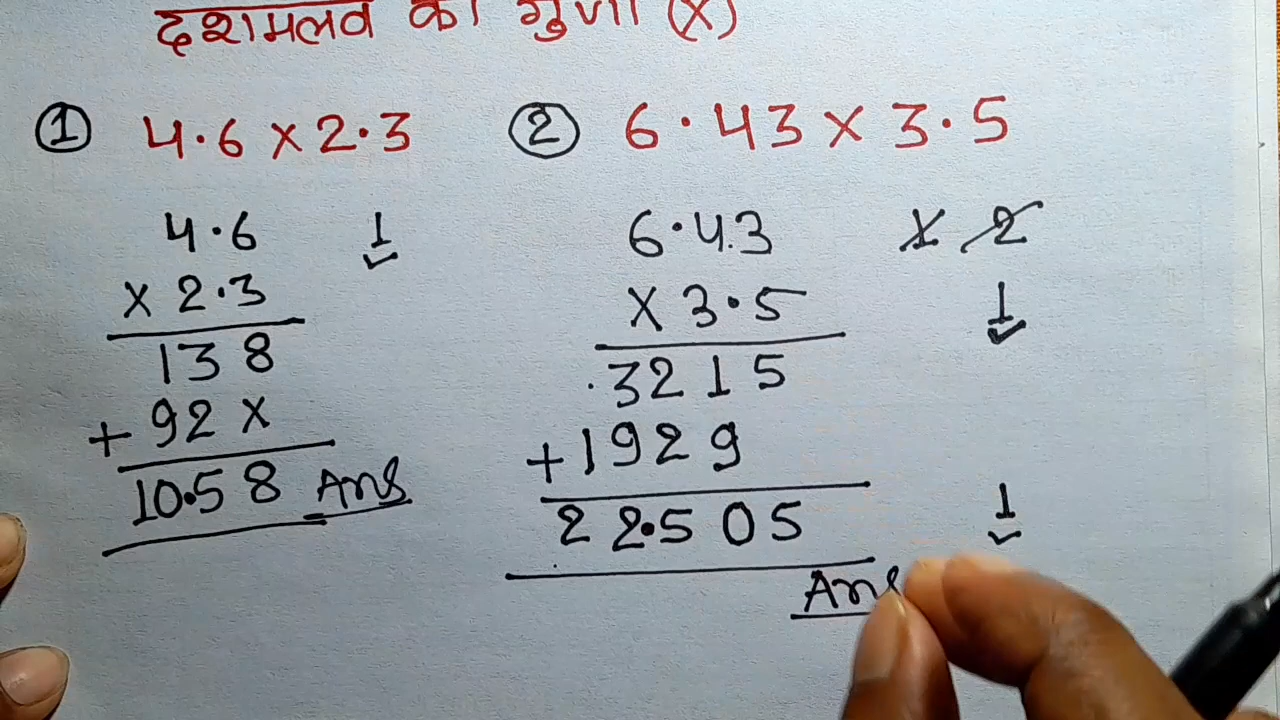 दशमलव का गुणा (×)
① 4.6 × 2.3
4.6 1
× 2.3
138
+ 92 ×
10.58 Ans
② 6.43 × 3.5
6.43 × 2
× 3.5 1
3215
+ 1929
22.505 1
Ans